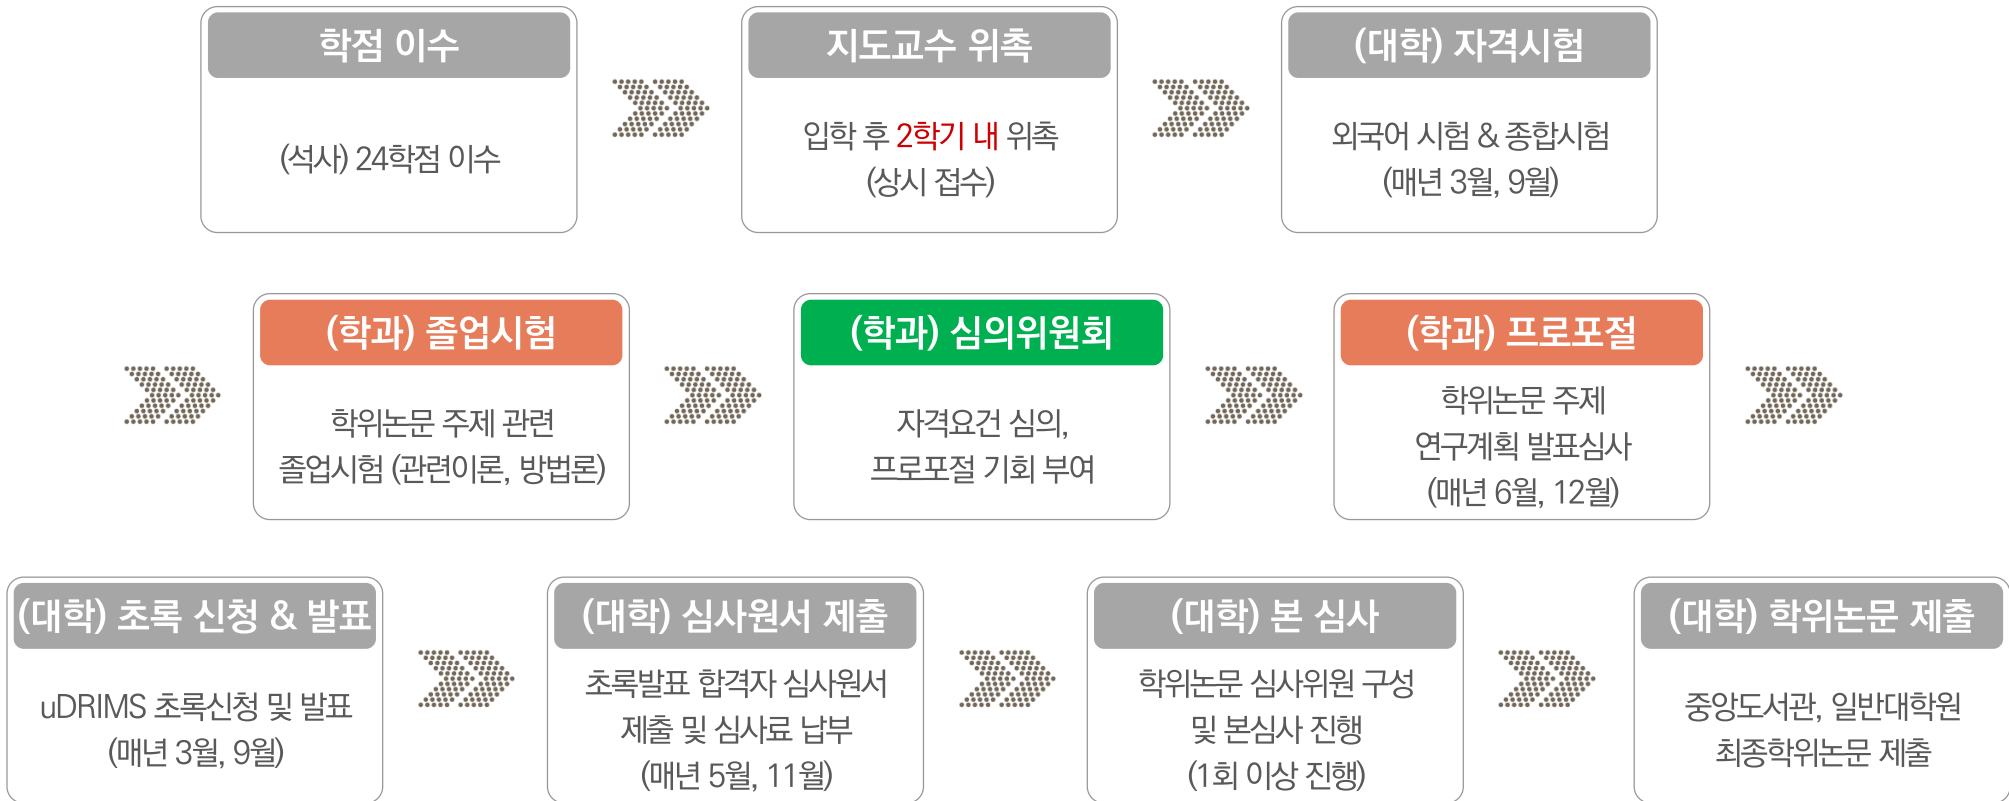 학점 이수
(석사) 24학점 이수
지도교수 위촉
입학 후 2학기 내 위촉
(상시 접수)
(대학) 자격시험
외국어 시험 & 종합시험
(매년 3월, 9월)
(학과) 졸업시험
학위논문 주제 관련
졸업시험 (관련이론, 방법론)
(학과) 심의위원회
자격요건 심의,
프로포절 기회 부여
(학과) 프로포절
학위논문 주제
연구계획 발표심사
(매년 6월, 12월)
(대학) 초록 신청 & 발표
uDRIMS 초록신청 및 발표
(매년 3월, 9월)
(대학) 심사원서 제출
초록발표 합격자 심사원서
제출 및 심사료 납부
(매년 5월, 11월)
(대학) 본 심사
학위논문 심사위원 구성
및 본심사 진행
(1회 이상 진행)
(대학) 학위논문 제출
중앙도서관, 일반대학원
최종학위논문 제출